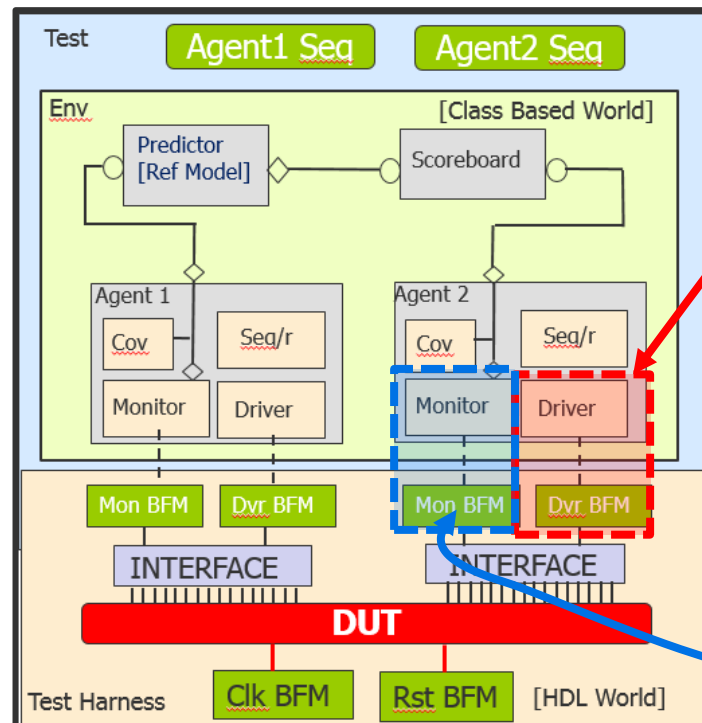 Test
Agent1 Seq
Agent2 Seq
Env
[Class Based World]
Predictor
[Ref Model]
Scoreboard
Agent 1
Agent 2
Cov
Seq/r
Cov
Seq/r
Monitor
Driver
Monitor
Driver
Mon BFM
Dvr BFM
Mon BFM
Dvr BFM
INTERFACE
INTERFACE
DUT
Clk BFM
Rst BFM
Test Harness
[HDL World]